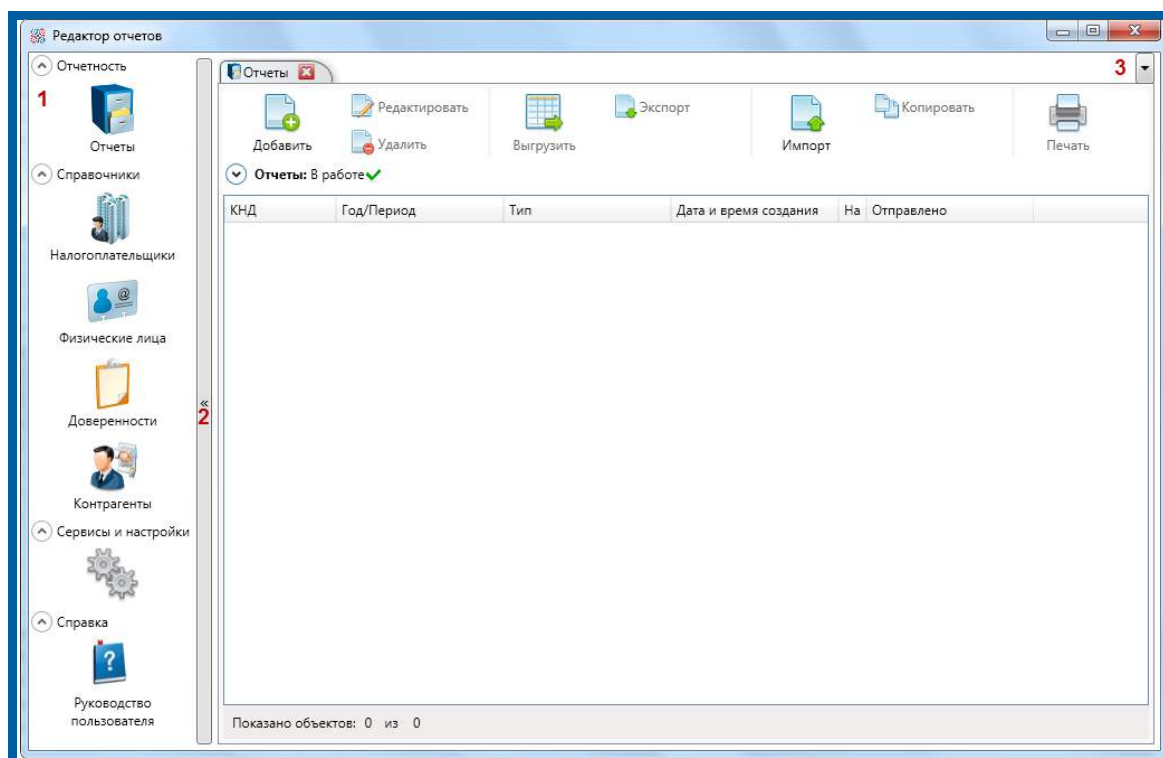 Редактор отчетов
Отчетность
1
Отчеты
Справочники
Налогоплательщики
Физические лица
@
Доверенности
Контрагенты
Сервисы и настройки
Справка
?
Руководство
пользователя
«
2
Отчеты
3
Добавить
Редактировать
Удалить
Выгрузить
Экспорт
Импорт
Копировать
Печать
Отчеты: В работе
КНД Год/Период Тип Дата и время создания На Отправлено
Показано объектов: 0 из 0